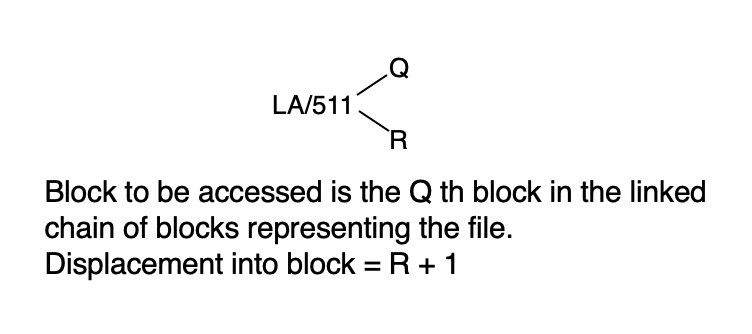 Q
LA/511
R
Block to be accessed is the Q th block in the linked
chain of blocks representing the file.
Displacement into block = R + 1